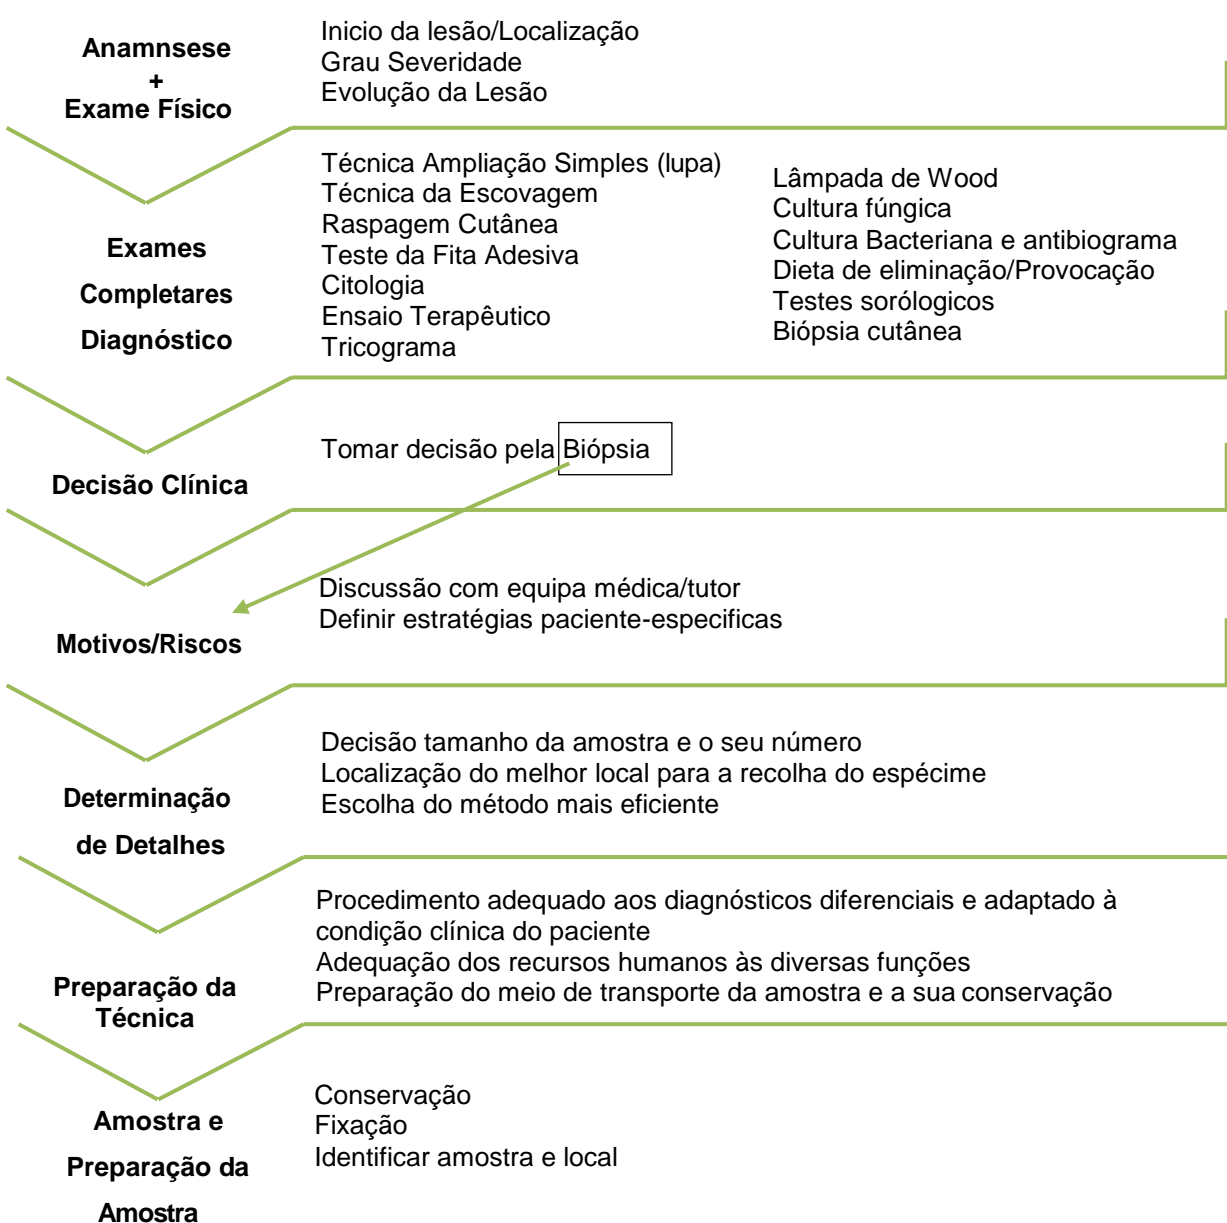 Anamnsese
+
Exame Físico
Inicio da lesão/Localização
Grau Severidade
Evolução da Lesão
Exames
Completares
Diagnóstico
Técnica Ampliação Simples (lupa)
Técnica da Escovagem
Raspagem Cutânea
Teste da Fita Adesiva
Citologia
Ensaio Terapêutico
Tricograma
Lâmpada de Wood
Cultura fúngica
Cultura Bacteriana e antibiograma
Dieta de eliminação/Provocação
Testes sorólogicos
Biópsia cutânea
Decisão Clínica
Tomar decisão pela Biópsia
Motivos/Riscos
Discussão com equipa médica/tutor
Definir estratégias paciente-especificas
Determinação
de Detalhes
Decisão tamanho da amostra e o seu número
Localização do melhor local para a recolha do espécime
Escolha do método mais eficiente
Preparação da
Técnica
Procedimento adequado aos diagnósticos diferenciais e adaptado à
condição clínica do paciente
Adequação dos recursos humanos às diversas funções
Preparação do meio de transporte da amostra e a sua conservação
Amostra e
Preparação da
Amostra
Conservação
Fixação
Identificar amostra e local